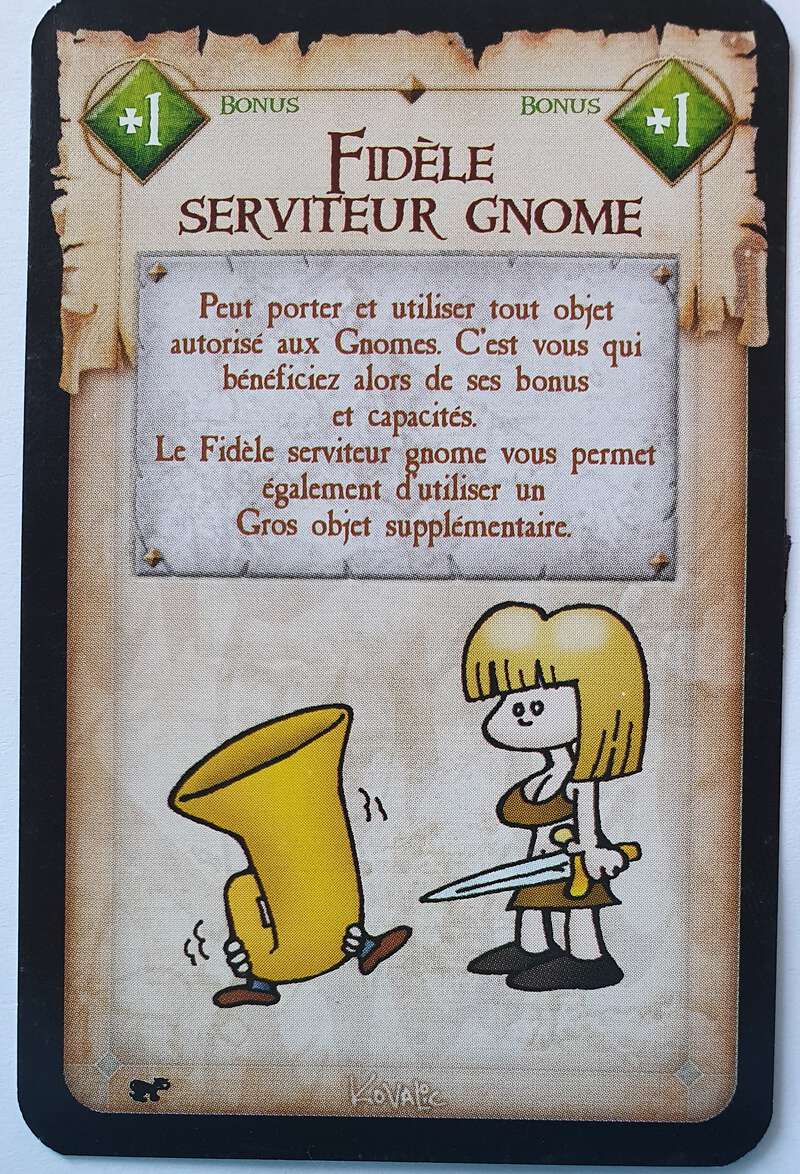 +1 BONUS BONUS +1
FIDÈLE
SERVITEUR GNOME
Peut porter et utiliser tout objet
autorisé aux Gnomes. C'est vous qui
bénéficiez alors de ses bonus
et capacités.
Le Fidèle serviteur gnome vous permet
également d'utiliser un
Gros objet supplémentaire.
KOVALIC